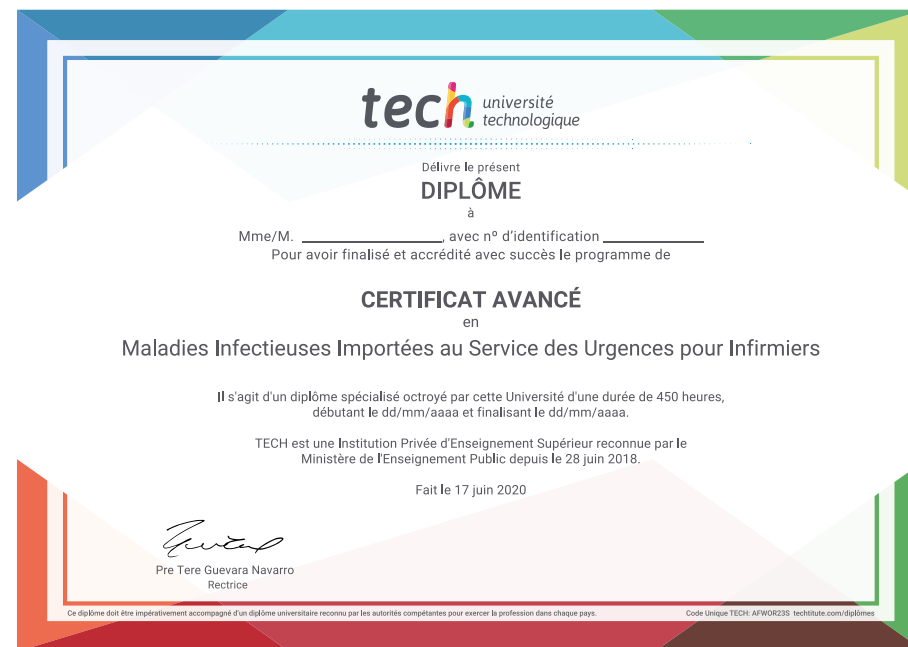 tech université
technologique
Délivre le présent
DIPLÔME
à
Mme/M. ____________________, avec nº d'identification ______________
Pour avoir finalisé et accrédité avec succès le programme de
CERTIFICAT AVANCÉ
en
Maladies Infectieuses Importées au Service des Urgences pour Infirmiers
Il s'agit d'un diplôme spécialisé octroyé par cette Université d'une durée de 450 heures,
débutant le dd/mm/aaaa et finalisant le dd/mm/aaaa.
TECH est une Institution Privée d'Enseignement Supérieur reconnue par le
Ministère de l'Enseignement Public depuis le 28 juin 2018.
Fait le 17 juin 2020
Pre Tere Guevara Navarro
Rectrice
Ce diplôme doit être impérativement accompagné d'un diplôme universitaire reconnu par les autorités compétantes pour exercer la profession dans chaque pays. Code Unique TECH: AFWOR23S techtitute.com/diplômes